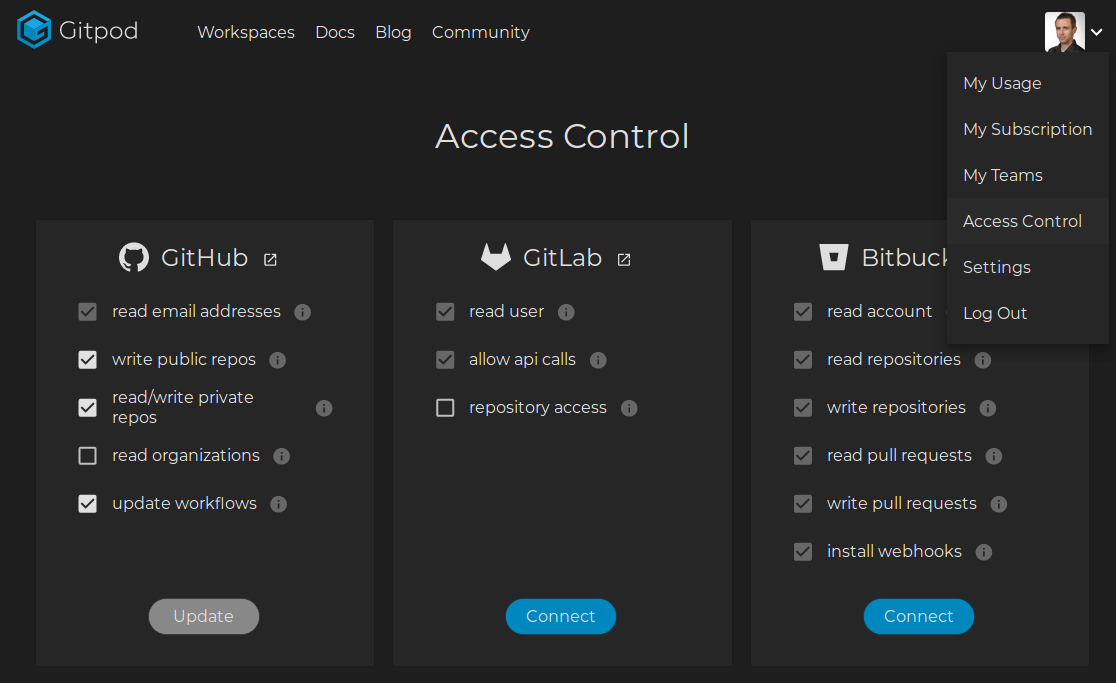 Gitpod
Workspaces Docs Blog Community
My Usage
My Subscription
My Teams
Access Control
Settings
Log Out
Access Control
GitHub
read email addresses
write public repos
read/write private
repos
read organizations
update workflows
Update
GitLab
read user
allow api calls
repository access
Connect
Bitbuck
read account
read repositories
write repositories
read pull requests
write pull requests
install webhooks
Connect